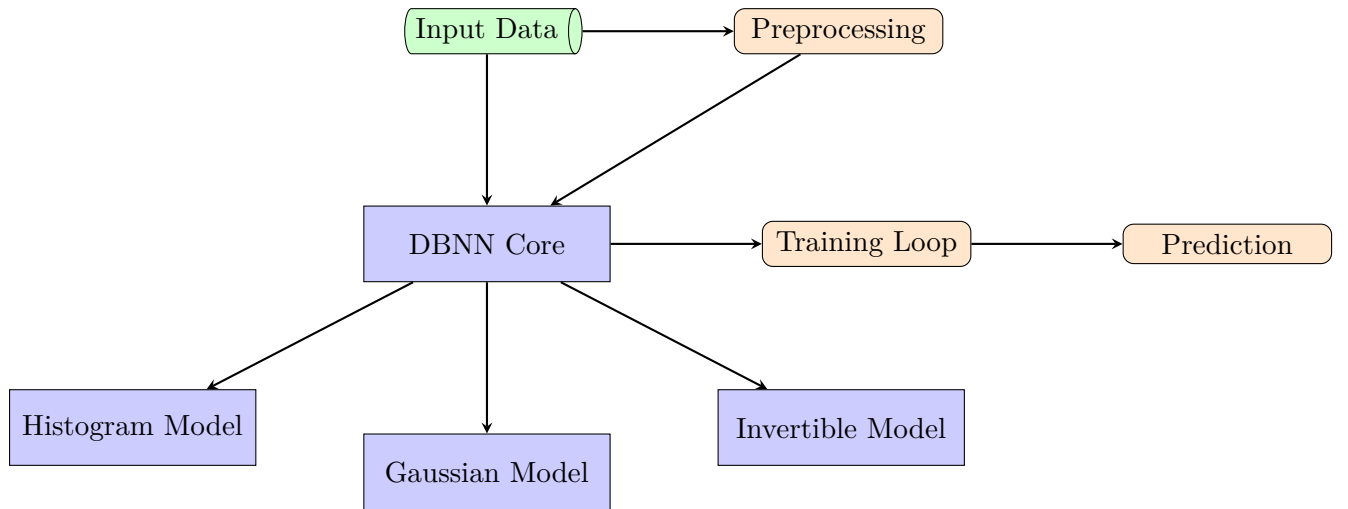 Input Data
Preprocessing
DBNN Core
Training Loop
Prediction
Histogram Model
Gaussian Model
Invertible Model